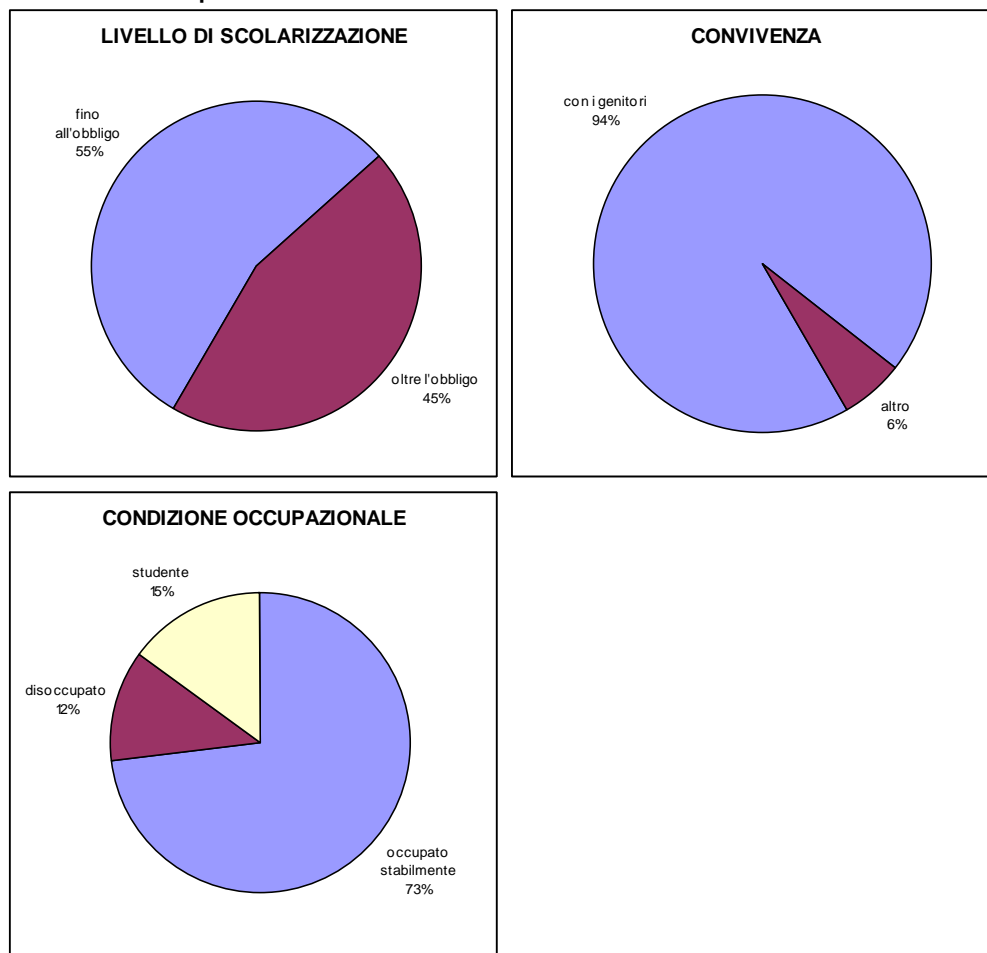 LIVELLO DI SCOLARIZZAZIONE
fino
all'obbligo
55%
oltre l'obbligo
45%
CONVIVENZA
con i genitori
94%
altro
6%
CONDIZIONE OCCUPAZIONALE
studente
15%
disoccupato
12%
occupato
stabilmente
73%